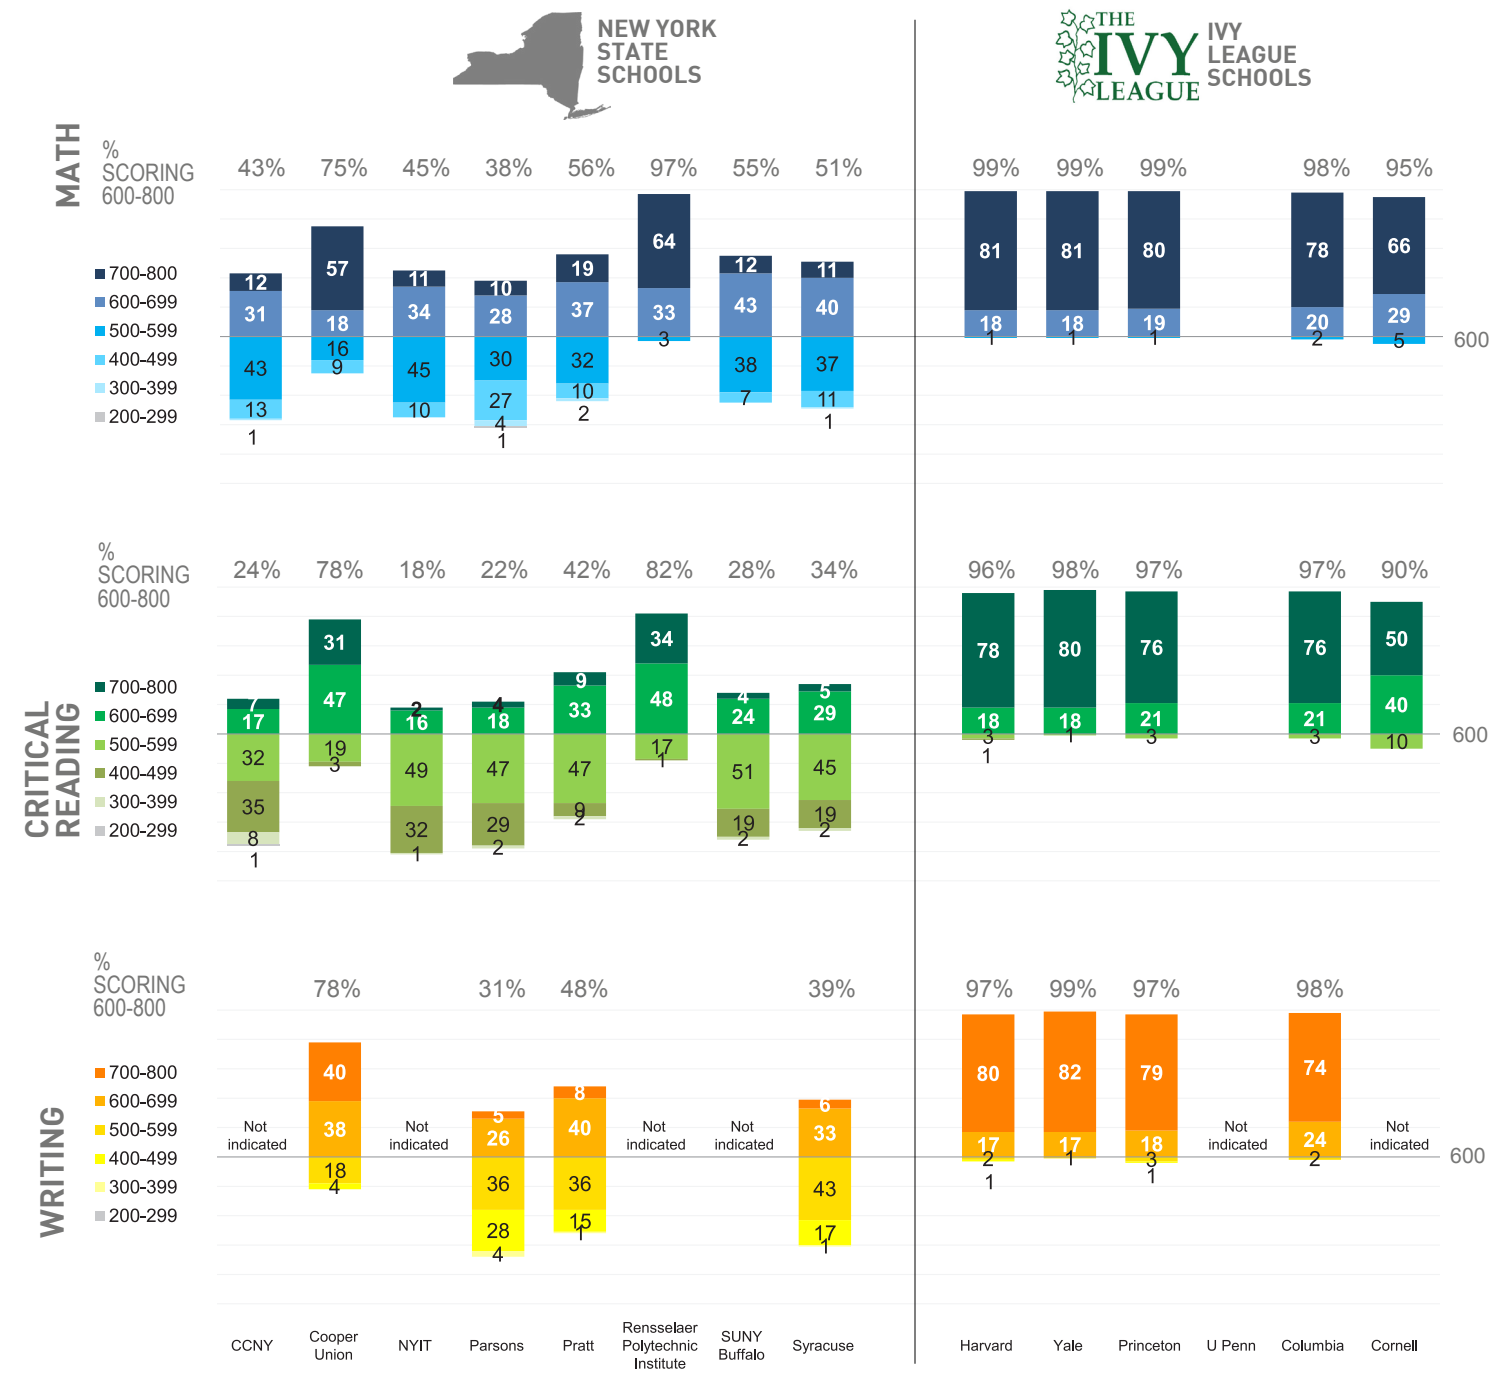 NEW YORK
STATE
SCHOOLS
THE
IVY
LEAGUE
IVY
LEAGUE
SCHOOLS
MATH
%
SCORING
600-800
43% 75% 45% 38% 56% 97% 55% 51% 99% 99% 99% 98% 95%
700-800
600-699
500-599
400-499
300-399
200-299
12 57 11 10 19 64 12 11 81 81 80 78 66
31 18 34 28 37 33 43 40 18 18 19 20 29
43 16 45 30 32 3 38 37 1 1 1 2 5
13 9 10 27 10 7 11
1 4 2 1
1
600
CRITICAL
READING
%
SCORING
600-800
24% 78% 18% 22% 42% 82% 28% 34% 96% 98% 97% 97% 90%
700-800
600-699
500-599
400-499
300-399
200-299
7 31 2 4 9 34 4 5 78 80 76 76 50
17 47 16 18 33 48 24 29 18 18 21 21 40
32 19 49 47 47 17 51 45 3 1 3 3 10
35 3 32 29 9 1 19 19 1
8 1 2 2 2 2
1
600
WRITING
%
SCORING
600-800
78% 31% 48% 39% 97% 99% 97% 98%
700-800
600-699
500-599
400-499
300-399
200-299
40 5 8 6 80 82 79 74
38 26 40 33 17 17 18 24
18 36 36 43 2 1 3 2
4 28 15 17 1 1
4 1 1
Not
indicated
Not
indicated
Not
indicated
Not
indicated
Not
indicated
Not
indicated
600
CCNY
Cooper
Union
NYIT
Parsons
Pratt
Rensselaer
Polytechnic
Institute
SUNY
Buffalo
Syracuse
Harvard
Yale
Princeton
U Penn
Columbia
Cornell